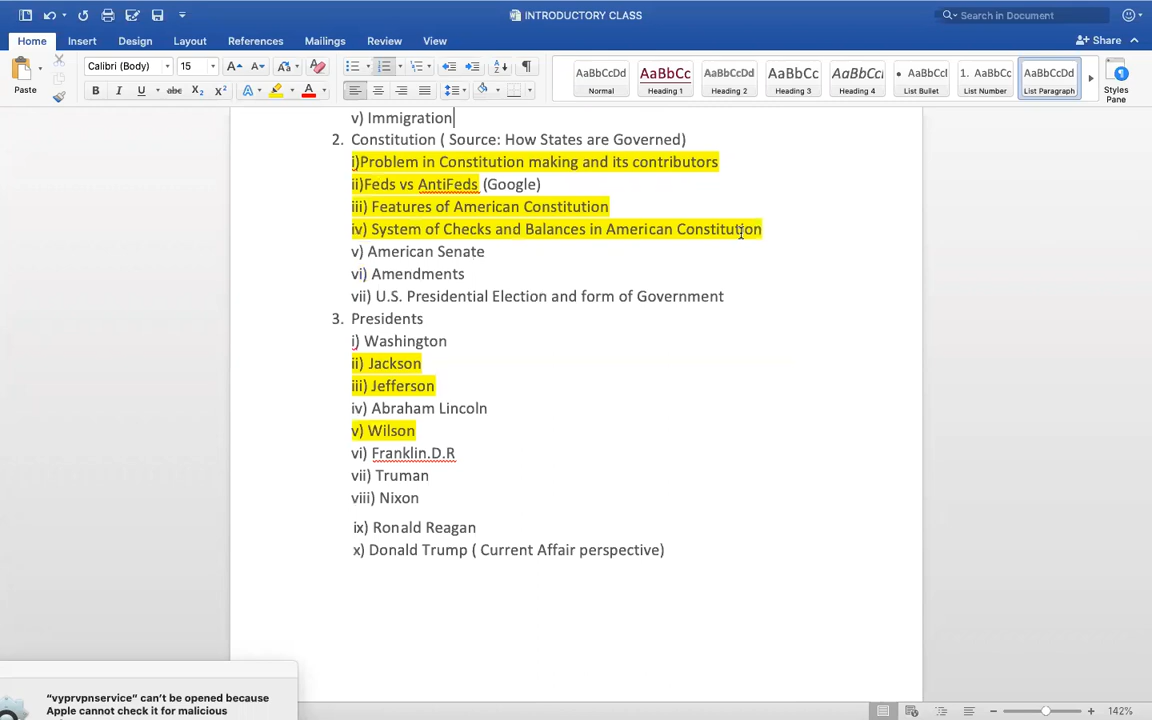 INTRODUCTORY CLASS
Search in Document
Home Insert Design Layout References Mailings Review View
Share
Paste
Calibri (Body) 15
B I U abc X₂ X²
AaBbCcDd AaBbCc AaBbCcDd AaBbCcDc AaBbCcI AaBbCcI 1. AaBbCc AaBbCcDd
Normal Heading 1 Heading 2 Heading 3 Heading 4 List Bullet List Number List Paragraph
Styles
Pane
v) Immigration
2. Constitution ( Source: How States are Governed)
i)Problem in Constitution making and its contributors
ii)Feds vs AntiFeds (Google)
iii) Features of American Constitution
iv) System of Checks and Balances in American Constitution
v) American Senate
vi) Amendments
vii) U.S. Presidential Election and form of Government
3. Presidents
i) Washington
ii) Jackson
iii) Jefferson
iv) Abraham Lincoln
v) Wilson
vi) Franklin.D.R
vii) Truman
viii) Nixon
ix) Ronald Reagan
x) Donald Trump ( Current Affair perspective)
“vyprvpnservice” can’t be opened because
Apple cannot check it for malicious
142%